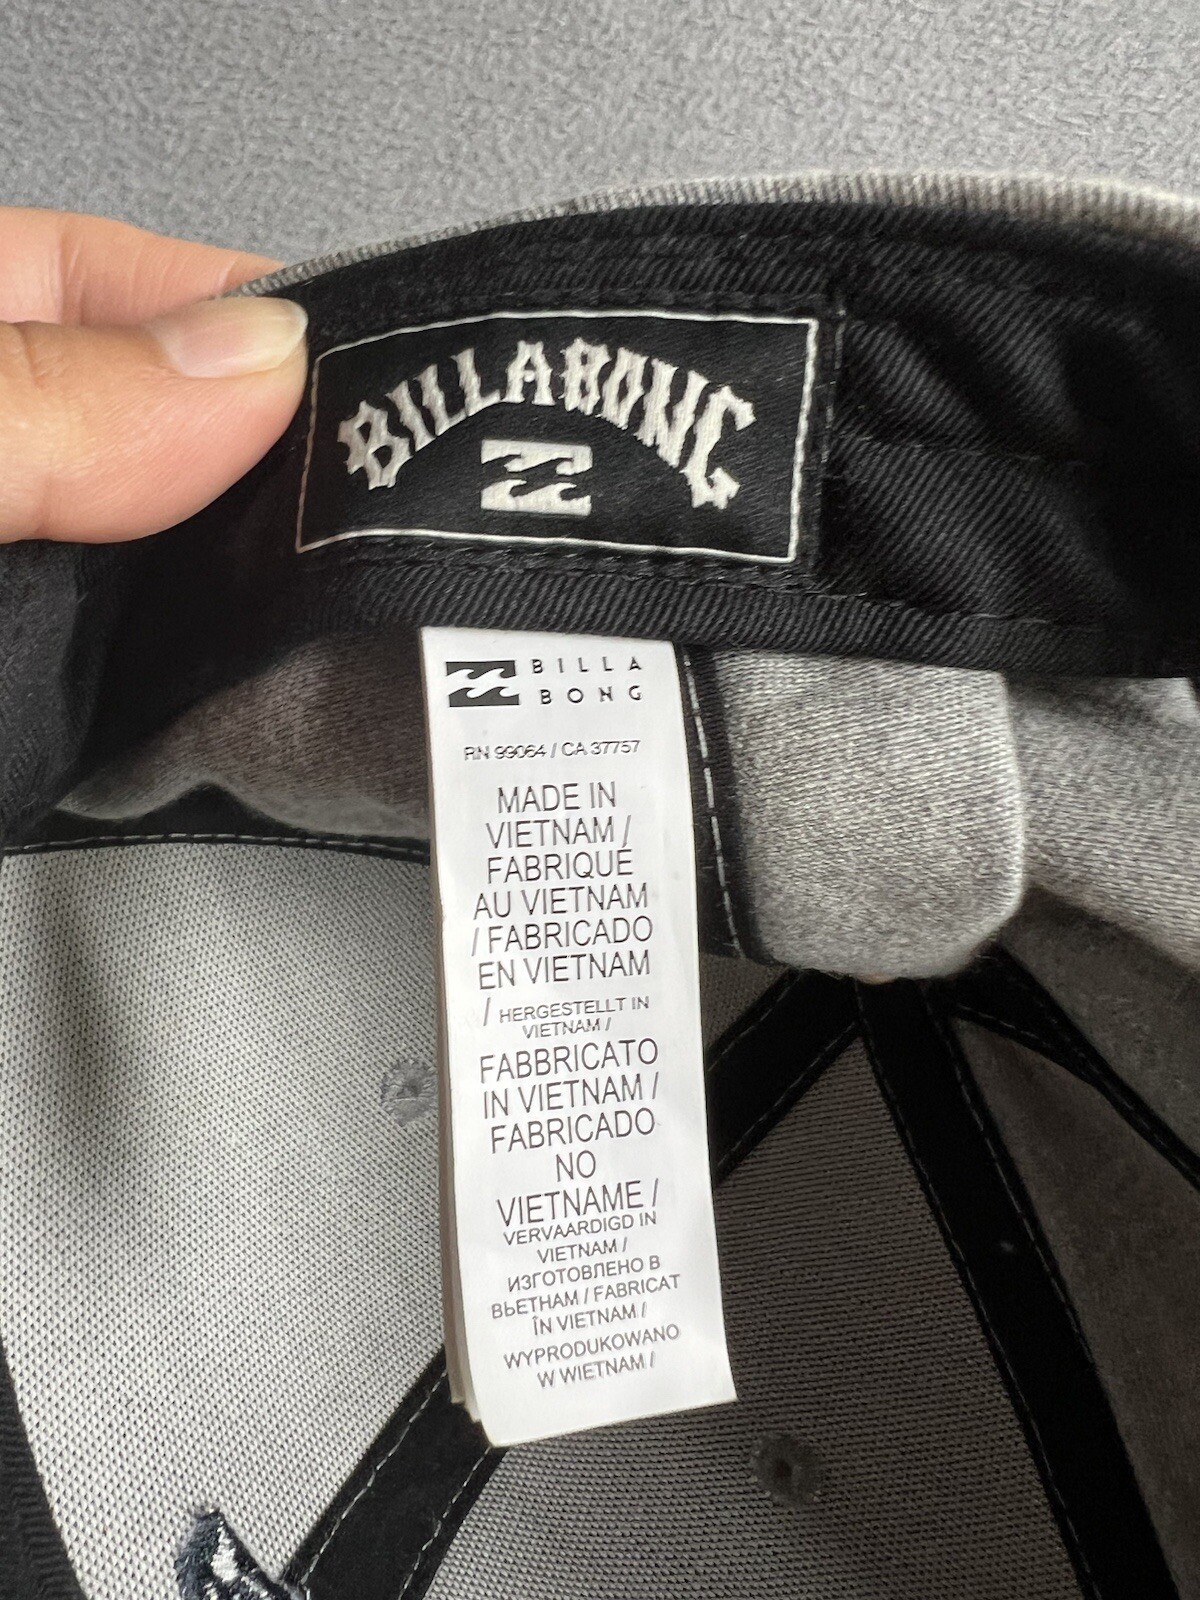 BILLABONG
BILLA
BONG
RN 99064 / CA 37757
MADE IN
VIETNAM /
FABRIQUÉ
AU VIETNAM
/ FABRICADO
EN VIETNAM
/ HERGESTELLT IN
VIETNAM /
FABBRICATO
IN VIETNAM /
FABRICADO
NO
VIETNAME /
VERVAARDIGD IN
VIETNAM /
ИЗГОТОВЛЕНО В
ВЬЕТНАМ / FABRICAT
ÎN VIETNAM /
WYPRODUKOWANO
W WIETNAM /